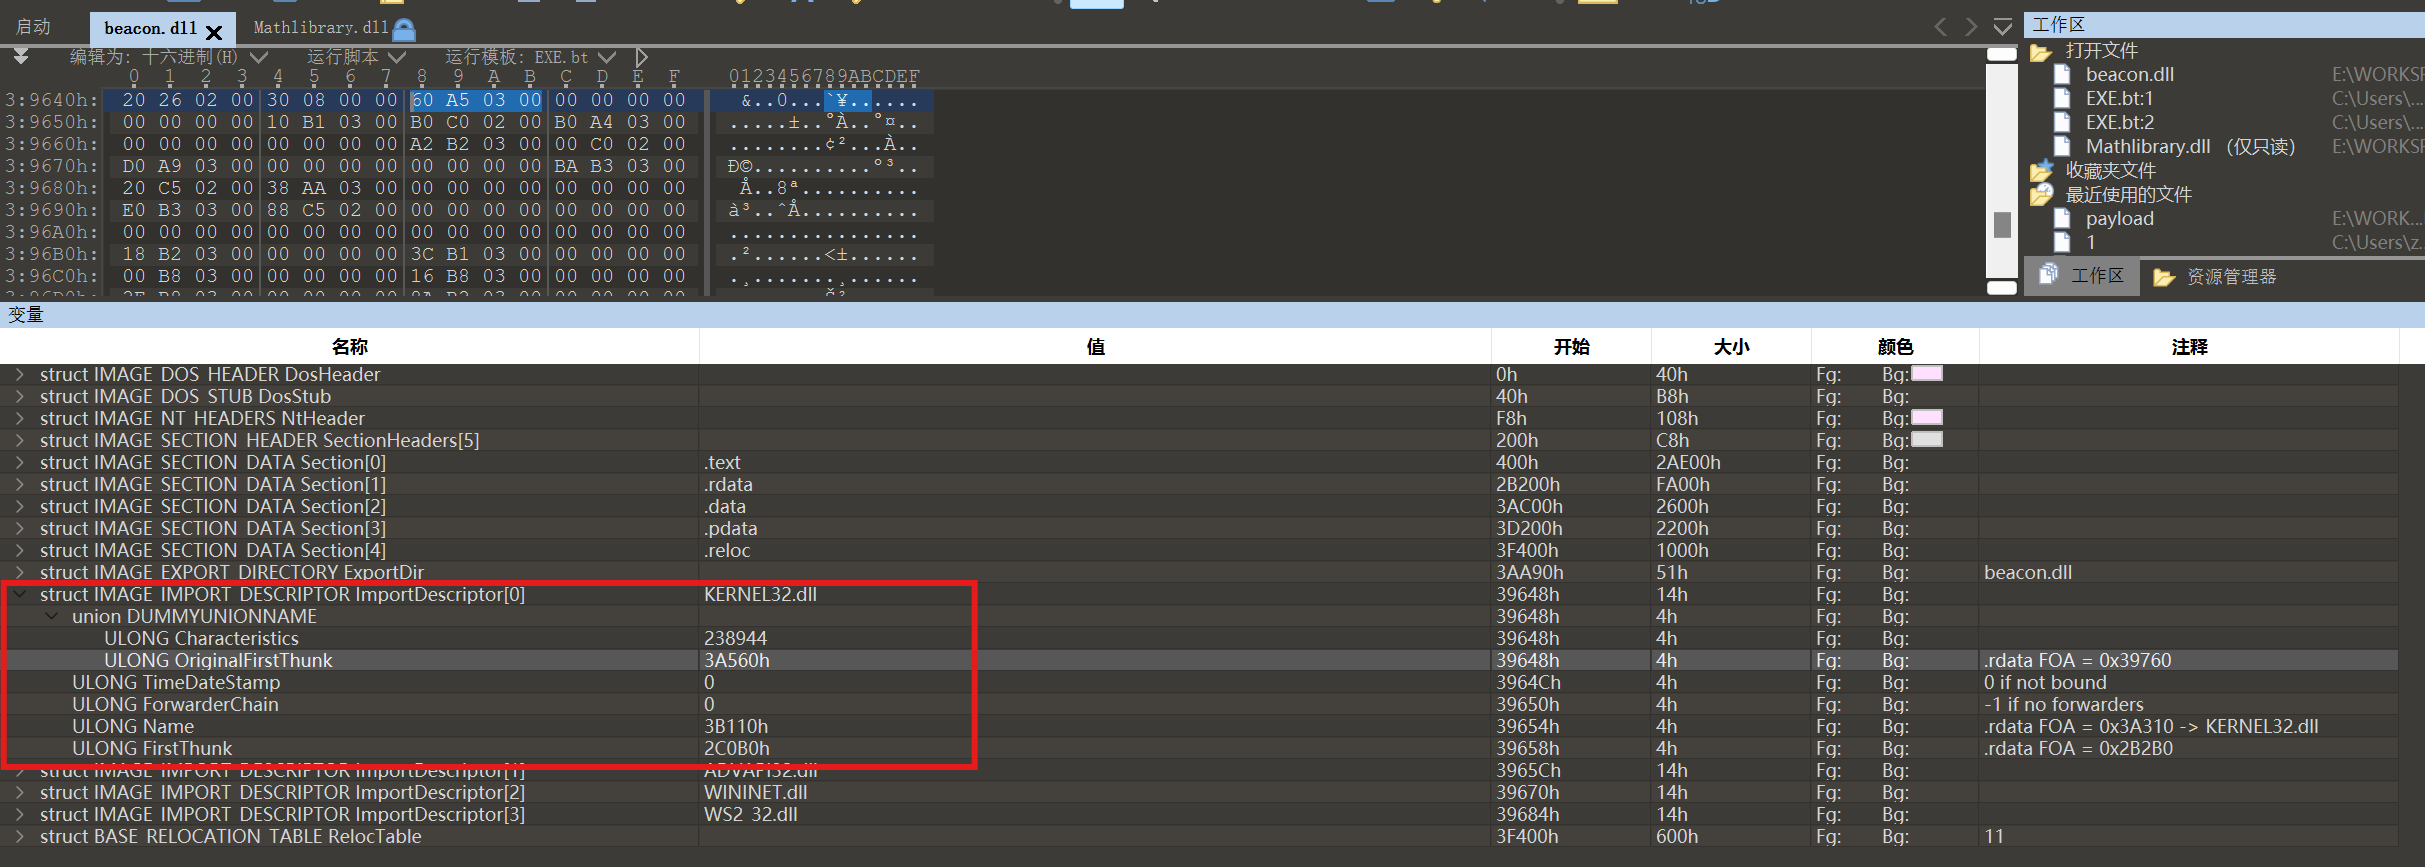 启动
beacon.dll
Mathlibrary.dll
编辑为: 十六进制(H) 运行脚本 运行模板: EXE.bt
0 1 2 3 4 5 6 7 8 9 A B C D E F 0123456789ABCDEF
3:9640h: 20 26 02 00 30 08 00 00 60 A5 03 00 00 00 00 00 &..0...`¥......
3:9650h: 00 00 00 00 10 B1 03 00 B0 C0 02 00 B0 A4 03 00 .....±..°À..°¤..
3:9660h: 00 00 00 00 00 00 00 00 A2 B2 03 00 00 C0 02 00 ........¢²...À..
3:9670h: D0 A9 03 00 00 00 00 00 00 00 00 00 BA B3 03 00 Ð©..........º³..
3:9680h: 20 C5 02 00 38 AA 03 00 00 00 00 00 00 00 00 00 Å..8ª..........
3:9690h: E0 B3 03 00 88 C5 02 00 00 00 00 00 00 00 00 00 à³..ˆÅ..........
3:96A0h: 00 00 00 00 00 00 00 00 00 00 00 00 00 00 00 00 ................
3:96B0h: 18 B2 03 00 00 00 00 00 3C B1 03 00 00 00 00 00 .²......<±......
3:96C0h: 00 B8 03 00 00 00 00 00 16 B8 03 00 00 00 00 00 .¸.......¸......
工作区
打开文件
beacon.dll E:\WORKSF
EXE.bt:1 C:\Users\...
EXE.bt:2 C:\Users\...
Mathlibrary.dll （仅只读） E:\WORKSF
收藏夹文件
最近使用的文件
payload E:\WORK...
1 C:\Users\z..
工作区 资源管理器
变量
名称 值 开始 大小 颜色 注释
struct IMAGE_DOS_HEADER DosHeader 0h 40h Fg: Bg:
struct IMAGE_DOS_STUB DosStub 40h B8h Fg: Bg:
struct IMAGE_NT_HEADERS NtHeader F8h 108h Fg: Bg:
struct IMAGE_SECTION_HEADER SectionHeaders[5] 200h C8h Fg: Bg:
struct IMAGE_SECTION_DATA Section[0] .text 400h 2AE00h Fg: Bg:
struct IMAGE_SECTION_DATA Section[1] .rdata 2B200h FA00h Fg: Bg:
struct IMAGE_SECTION_DATA Section[2] .data 3AC00h 2600h Fg: Bg:
struct IMAGE_SECTION_DATA Section[3] .pdata 3D200h 2200h Fg: Bg:
struct IMAGE_SECTION_DATA Section[4] .reloc 3F400h 1000h Fg: Bg:
struct IMAGE_EXPORT_DIRECTORY ExportDir 3AA90h 51h Fg: Bg: beacon.dll
struct IMAGE_IMPORT_DESCRIPTOR ImportDescriptor[0] KERNEL32.dll 39648h 14h Fg: Bg:
union DUMMYUNIONNAME 39648h 4h Fg: Bg:
ULONG Characteristics 238944 39648h 4h Fg: Bg:
ULONG OriginalFirstThunk 3A560h 39648h 4h Fg: Bg: .rdata FOA = 0x39760
ULONG TimeDateStamp 0 3964Ch 4h Fg: Bg: 0 if not bound
ULONG ForwarderChain 0 39650h 4h Fg: Bg: -1 if no forwarders
ULONG Name 3B110h 39654h 4h Fg: Bg: .rdata FOA = 0x3A310 -> KERNEL32.dll
ULONG FirstThunk 2C0B0h 39658h 4h Fg: Bg: .rdata FOA = 0x2B2B0
struct IMAGE_IMPORT_DESCRIPTOR ImportDescriptor[1] ADVAPI32.dll 3965Ch 14h Fg: Bg:
struct IMAGE_IMPORT_DESCRIPTOR ImportDescriptor[2] WININET.dll 39670h 14h Fg: Bg:
struct IMAGE_IMPORT_DESCRIPTOR ImportDescriptor[3] WS2_32.dll 39684h 14h Fg: Bg:
struct BASE_RELOCATION_TABLE RelocTable 3F400h 600h Fg: Bg: 11